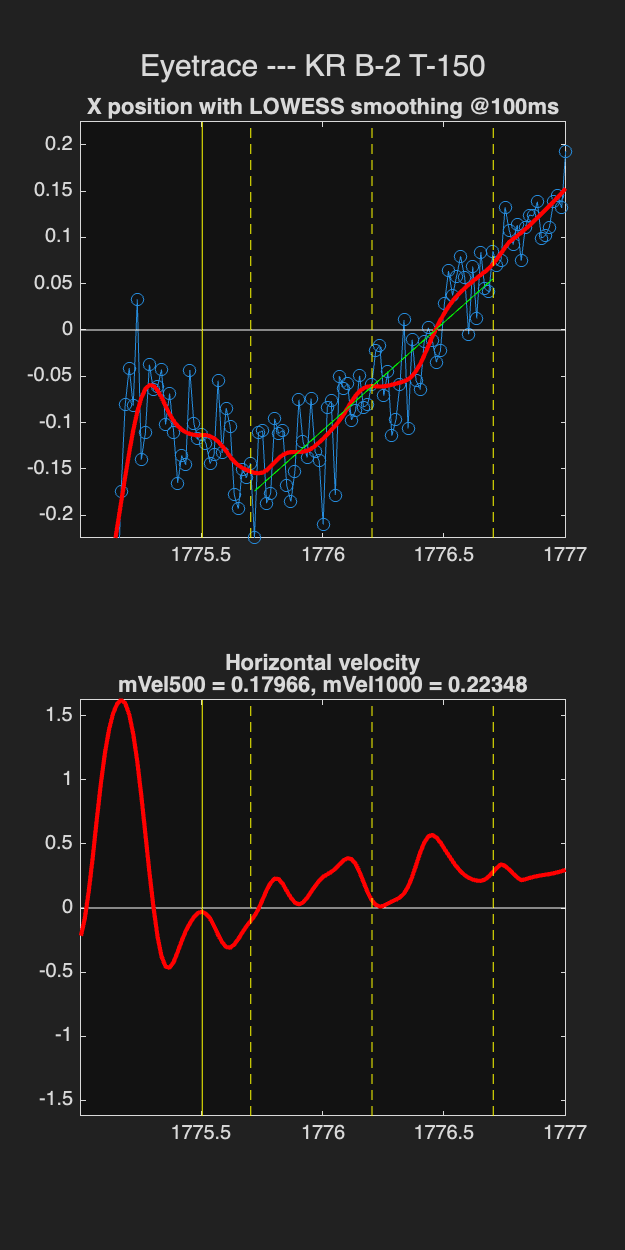 Eyetrace --- KR B-2 T-150
X position with LOWESS smoothing @100ms
0.2
0.15
0.1
0.05
0
-0.05
-0.1
-0.15
-0.2
1775.5 1776 1776.5 1777
Horizontal velocity
mVel500 = 0.17966, mVel1000 = 0.22348
1.5
1
0.5
0
-0.5
-1
-1.5
1775.5 1776 1776.5 1777